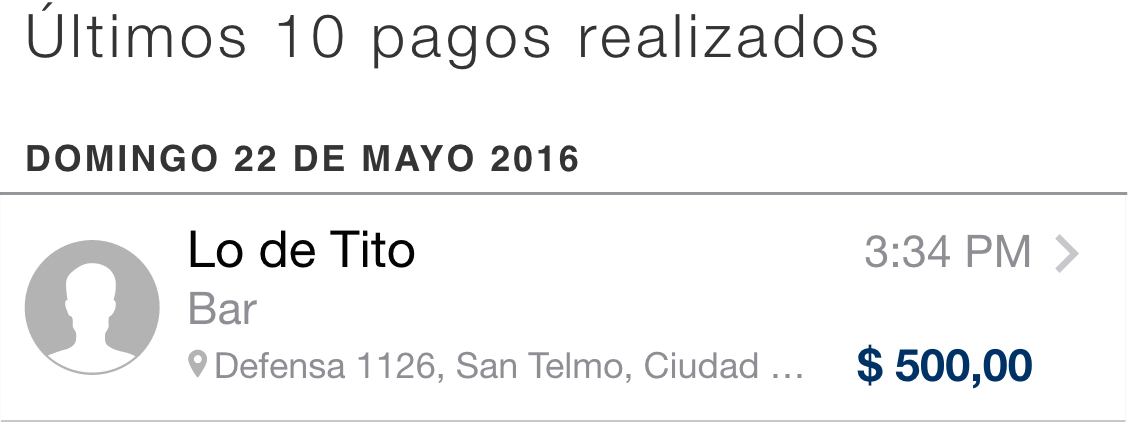 Últimos 10 pagos realizados
DOMINGO 22 DE MAYO 2016
Lo de Tito 3:34 PM
Bar
Defensa 1126, San Telmo, Ciudad ... $ 500,00